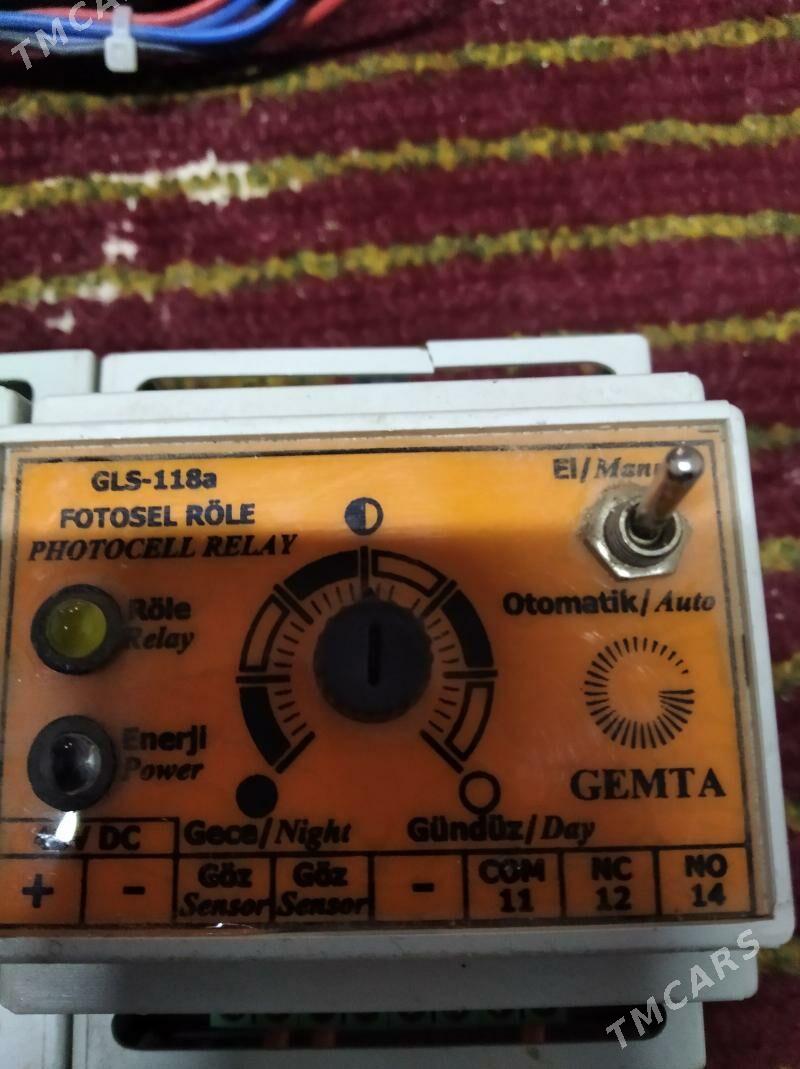 TMCARS
GLS-118a
FOTOSEL RÖLE
PHOTOCELL RELAY
El/Manu
Otomatik/Auto
Röle
Relay
Enerji
Power
GEMTA
Gece/Night
Gündüz/Day
V DC
+
-
Göz
Sensor
Göz
Sensor
-
COM
11
NC
12
NO
14
TMCARS